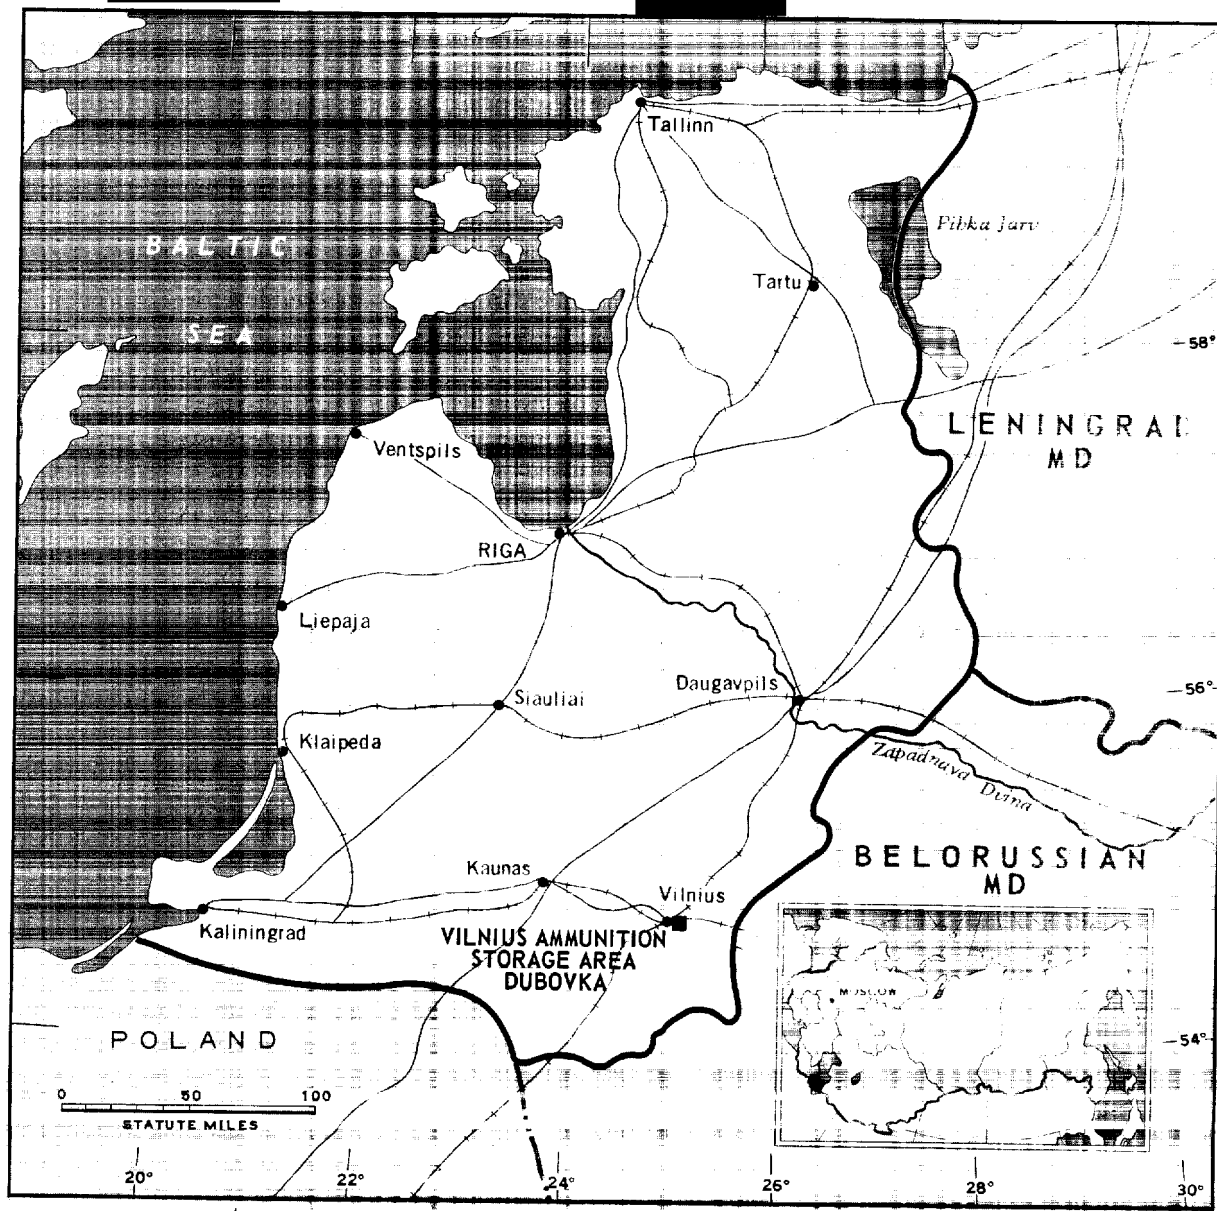 Tallinn
BALTIC
Pibka Jarv
Tartu
SEA
58°
LENINGRAD
MD
Ventspils
RIGA
Liepaja
Daugavpils
56°
Siauliai
Klaipeda
Zapadnaya
Dvina
BELORUSSIAN
MD
Kaunas
Vilnius
Kaliningrad
VILNIUS AMMUNITION
STORAGE AREA
DUBOVKA
MOSCOW
POLAND
54°
0 50 100
STATUTE MILES
20° 22° 24° 26° 28° 30°